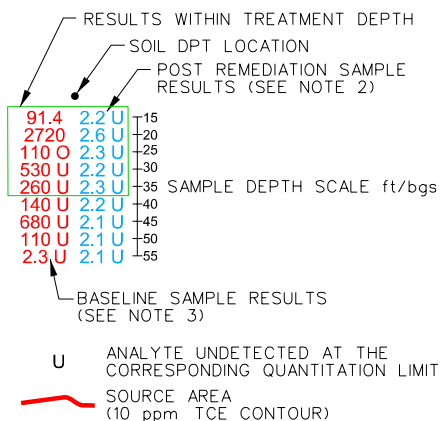 RESULTS WITHIN TREATMENT DEPTH
SOIL DPT LOCATION
POST REMEDIATION SAMPLE
RESULTS (SEE NOTE 2)
91.4 2.2 U 15
2720 2.6 U 20
110 O 2.3 U 25
530 U 2.2 U 30
260 U 2.3 U 35 SAMPLE DEPTH SCALE ft/bgs
140 U 2.2 U 40
680 U 2.1 U 45
110 U 2.1 U 50
2.3 U 2.1 U 55
BASELINE SAMPLE RESULTS
(SEE NOTE 3)
U ANALYTE UNDETECTED AT THE
CORRESPONDING QUANTITATION LIMIT
SOURCE AREA
(10 ppm TCE CONTOUR)